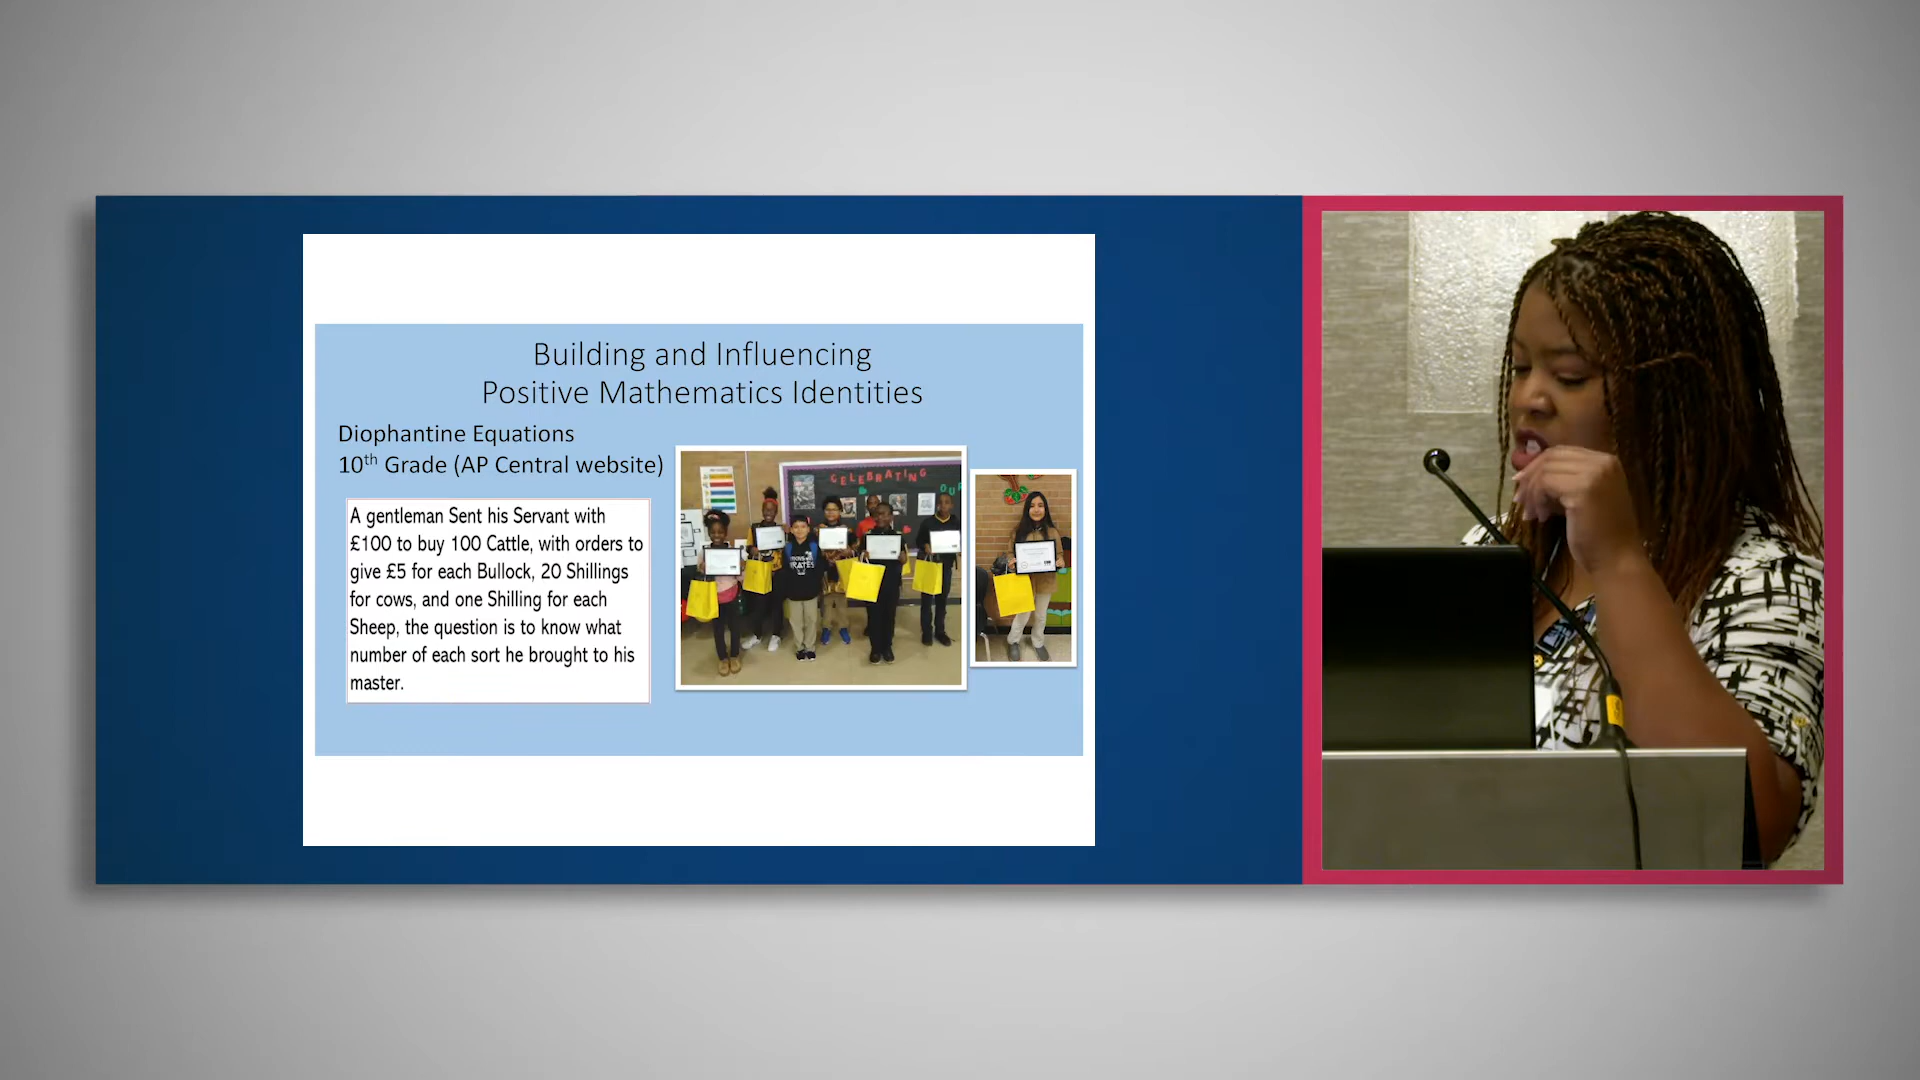 Building and Influencing
Positive Mathematics Identities
Diophantine Equations
10th Grade (AP Central website)
A gentleman Sent his Servant with
£100 to buy 100 Cattle, with orders to
give £5 for each Bullock, 20 Shillings
for cows, and one Shilling for each
Sheep, the question is to know what
number of each sort he brought to his
master.
CELEBRATING
OUR